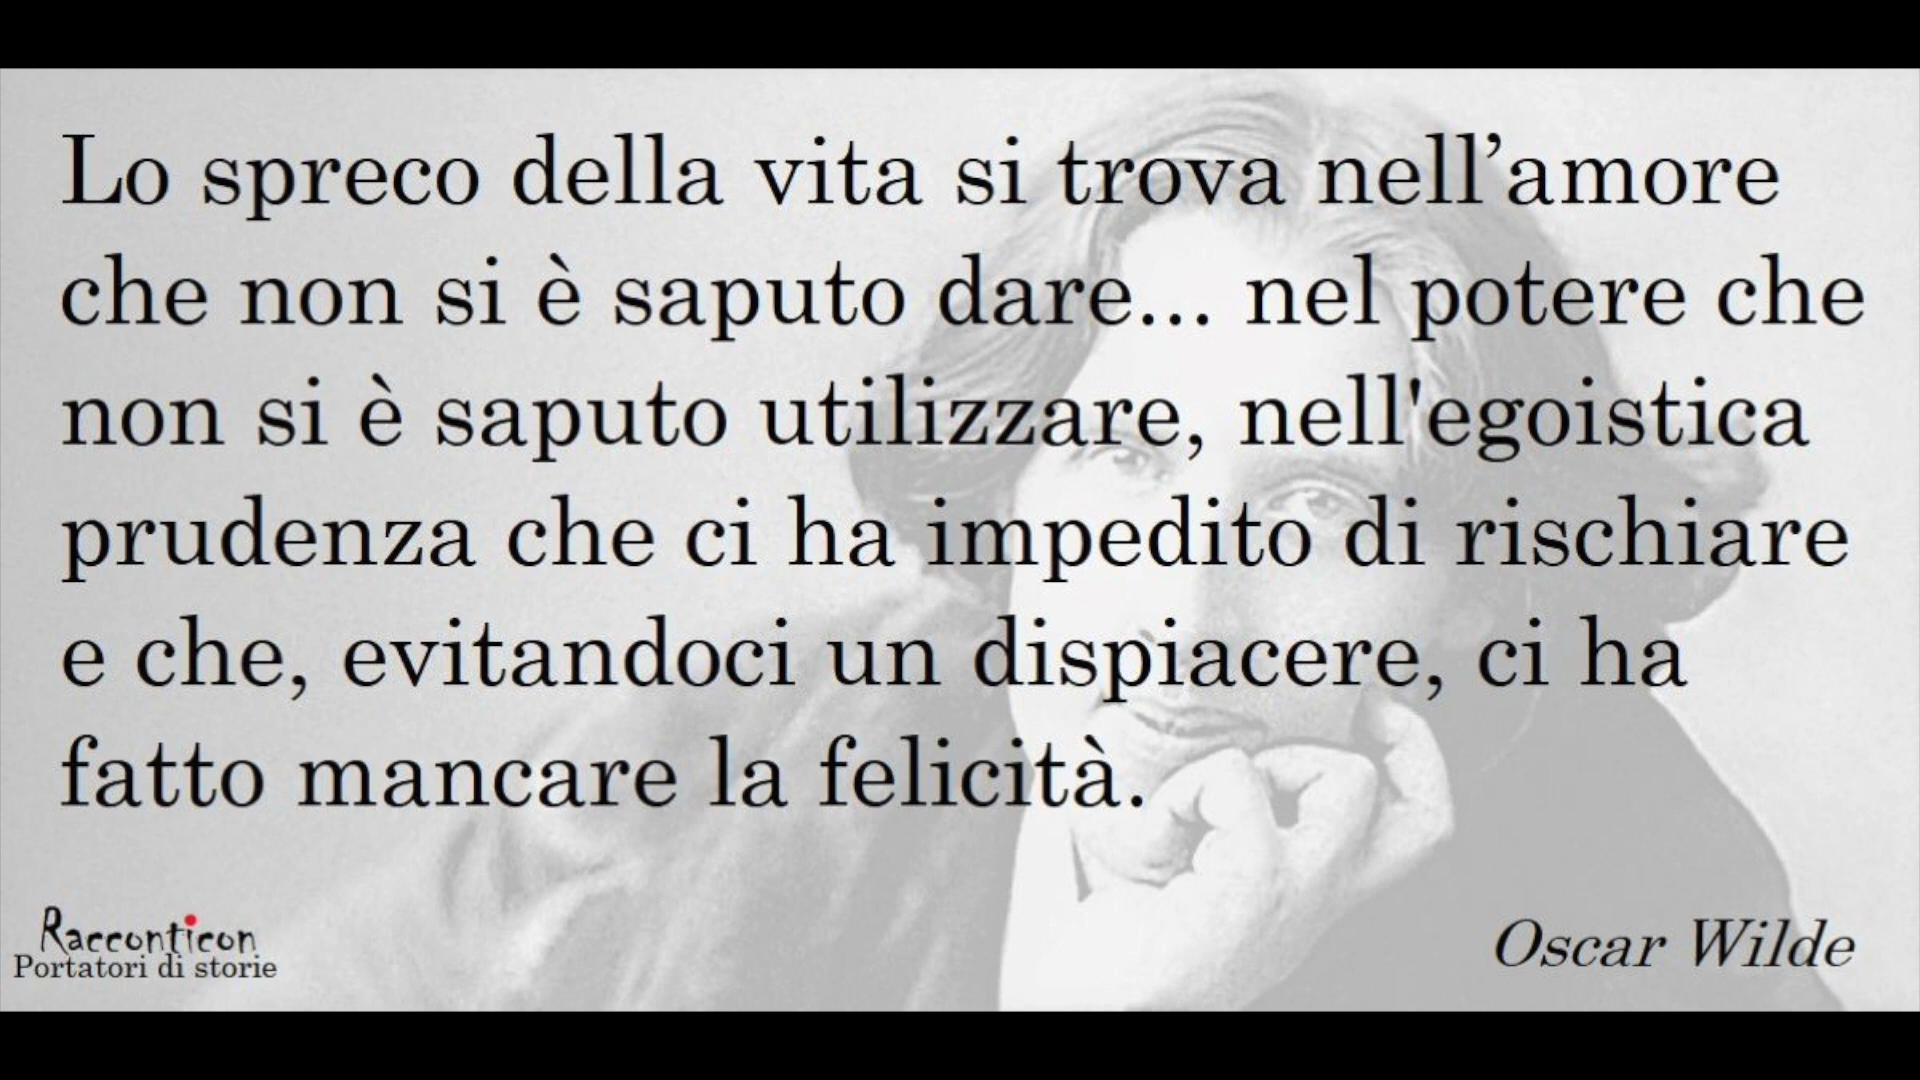 Lo spreco della vita si trova nell’amore
che non si è saputo dare... nel potere che
non si è saputo utilizzare, nell'egoistica
prudenza che ci ha impedito di rischiare
e che, evitandoci un dispiacere, ci ha
fatto mancare la felicità.
Racconticon
Portatori di storie
Oscar Wilde